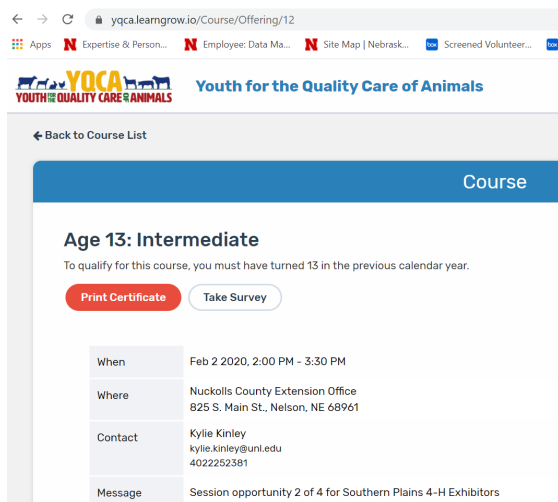 yqca.learngrow.io/Course/Offering/12
Apps Expertise & Person... Employee: Data Ma... Site Map | Nebrask... box Screened Volunteer... box
YQCA
YOUTH FOR THE QUALITY CARE OF ANIMALS
Youth for the Quality Care of Animals
Back to Course List
Course
Age 13: Intermediate
To qualify for this course, you must have turned 13 in the previous calendar year.
Print Certificate Take Survey
When Feb 2 2020, 2:00 PM - 3:30 PM
Where Nuckolls County Extension Office
825 S. Main St., Nelson, NE 68961
Contact Kylie Kinley
kylie.kinley@unl.edu
4022252381
Message Session opportunity 2 of 4 for Southern Plains 4-H Exhibitors